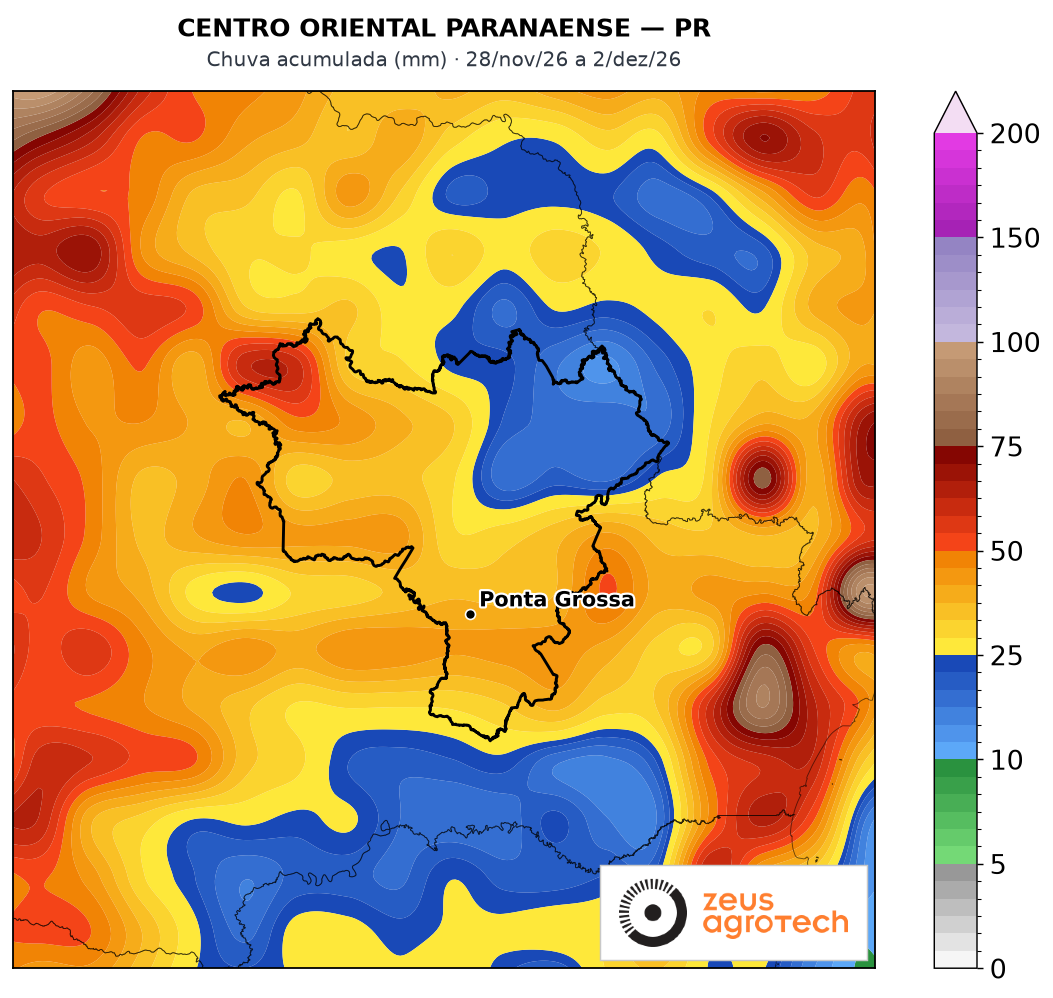 CENTRO ORIENTAL PARANAENSE — PR
Chuva acumulada (mm) · 28/nov/26 a 2/dez/26
200
150
100
75
50
25
10
5
0
Ponta Grossa
zeus
agrotech